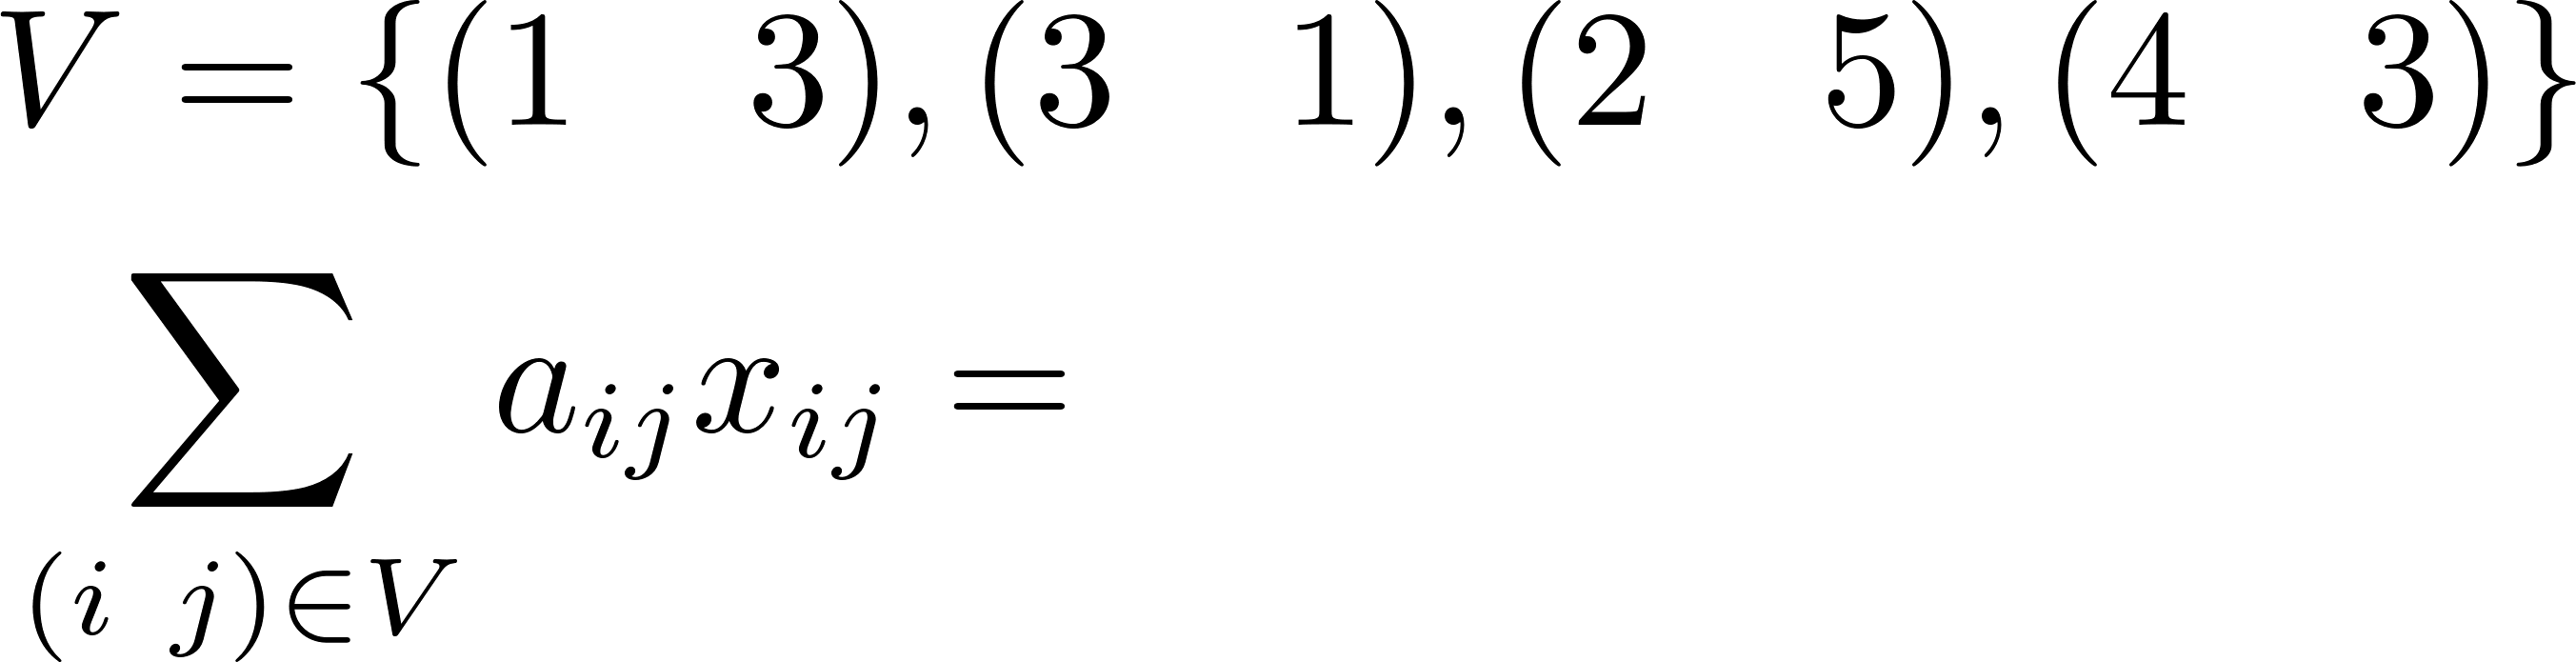 V = {(1 3), (3 1), (2 5), (4 3)}
∑_{(i j)∈V} a_{ij} x_{ij} =